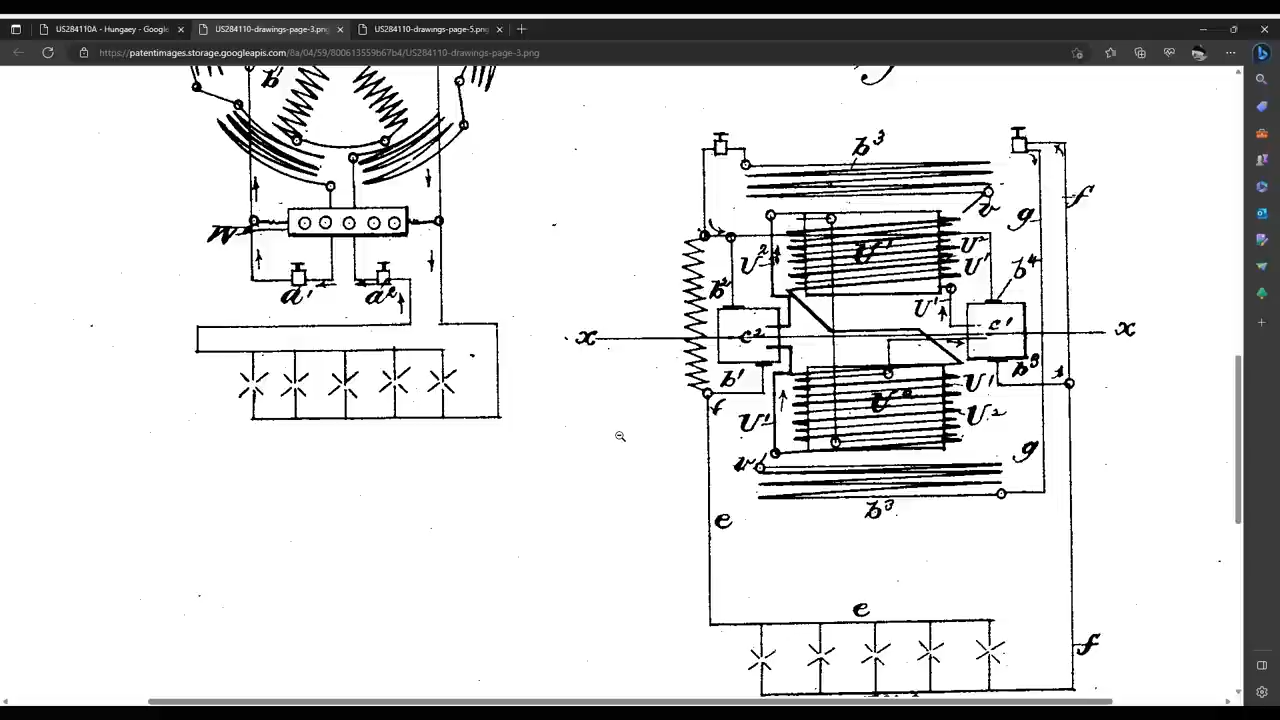 US284110A - Hungaey - Google
US284110-drawings-page-3.png
US284110-drawings-page-5.png
https://patentimages.storage.googleapis.com/8a/04/59/800613559b67b4/US284110-drawings-page-3.png
b'
b³
f
v
g
W
U²
U'
U²
U'
b⁴
a'
a²
b²
U'
x
c²
c'
x
b'
b³
U'
U²
U²
U'
v'
g
b³
e
e
f